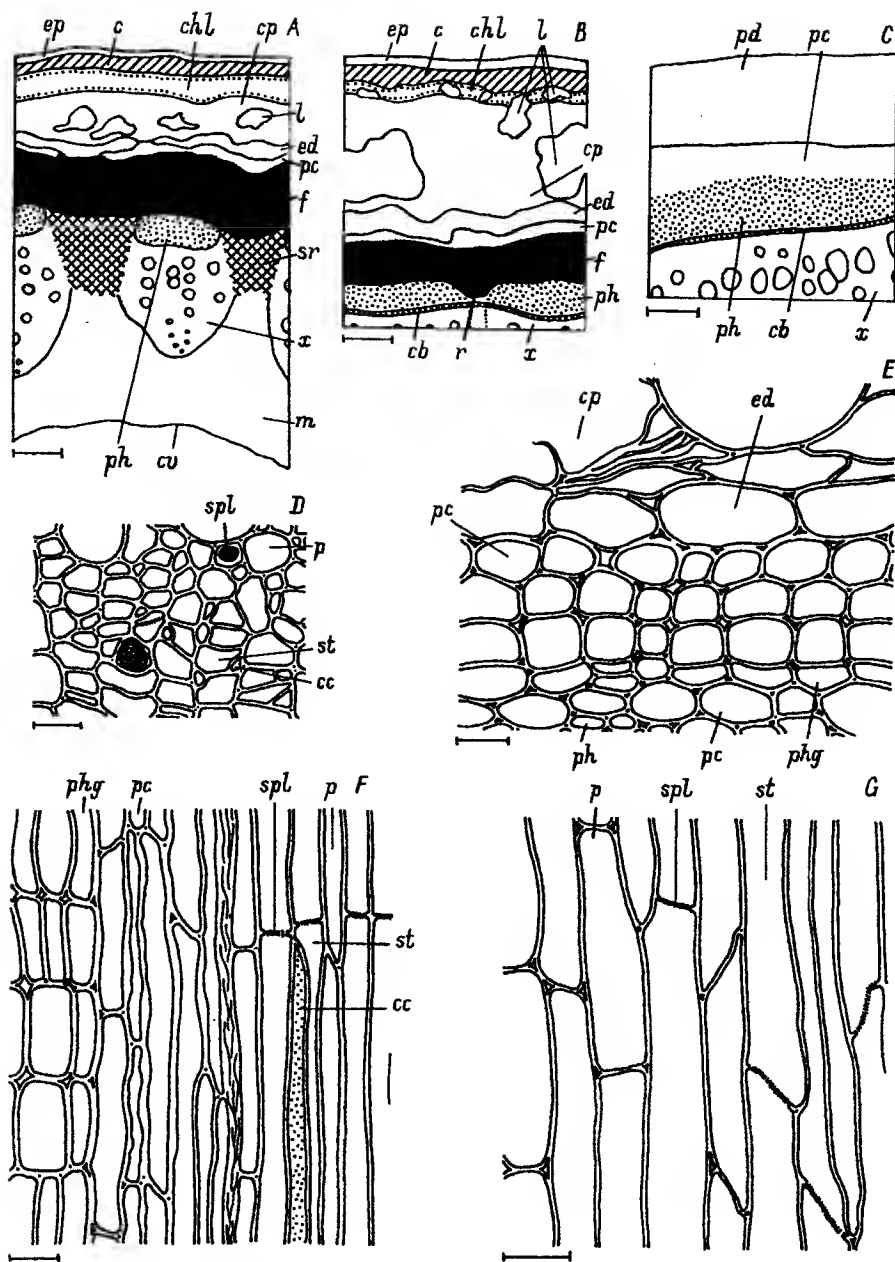 ep c chl cp A
l
ed
pc
f
sr
x
m
ph cv
ep c chl l B
cp
ed
pc
f
ph
cb r x
pd pc C
ph cb x
D
spl
p
st
cc
E
cp ed
pc
ph pc phg
phg pc spl p F
st
cc
p spl st G